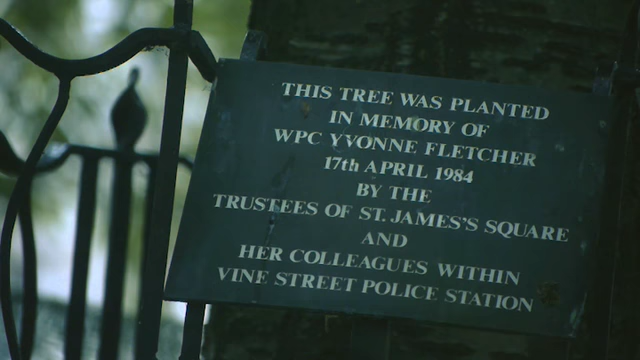 THIS TREE WAS PLANTED
IN MEMORY OF
WPC YVONNE FLETCHER
17th APRIL 1984
BY THE
TRUSTEES OF ST. JAMES'S SQUARE
AND
HER COLLEAGUES WITHIN
VINE STREET POLICE STATION